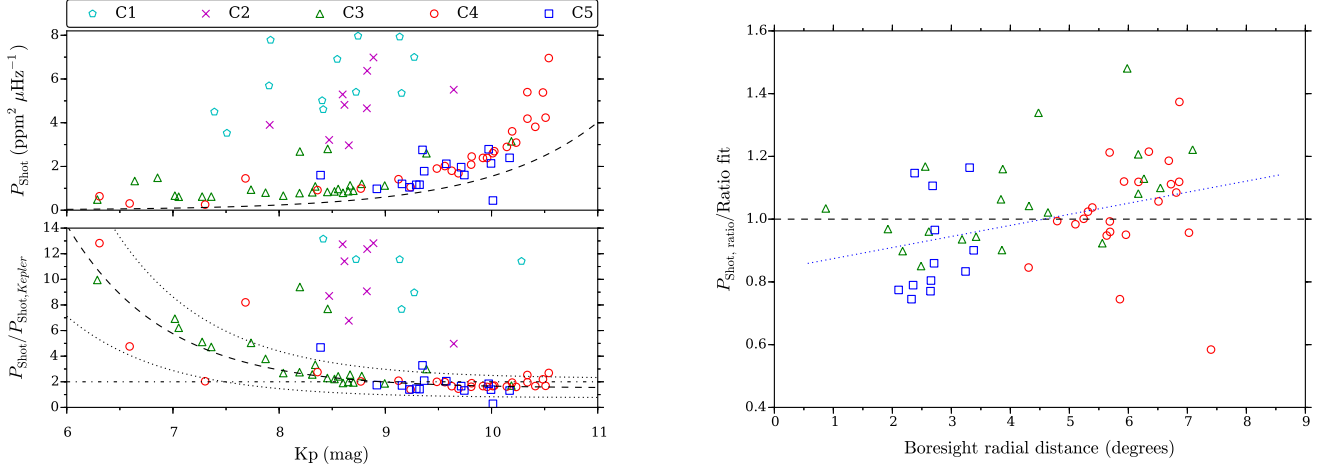 C1 C2 C3 C4 C5
P_Shot (ppm² μHz⁻¹)
8
6
4
2
0
P_Shot/P_Shot,Kepler
14
12
10
8
6
4
2
0
6 7 8 9 10 11
Kp (mag)
P_Shot, ratio/Ratio fit
1.6
1.4
1.2
1.0
0.8
0.6
0.4
0 1 2 3 4 5 6 7 8 9
Boresight radial distance (degrees)